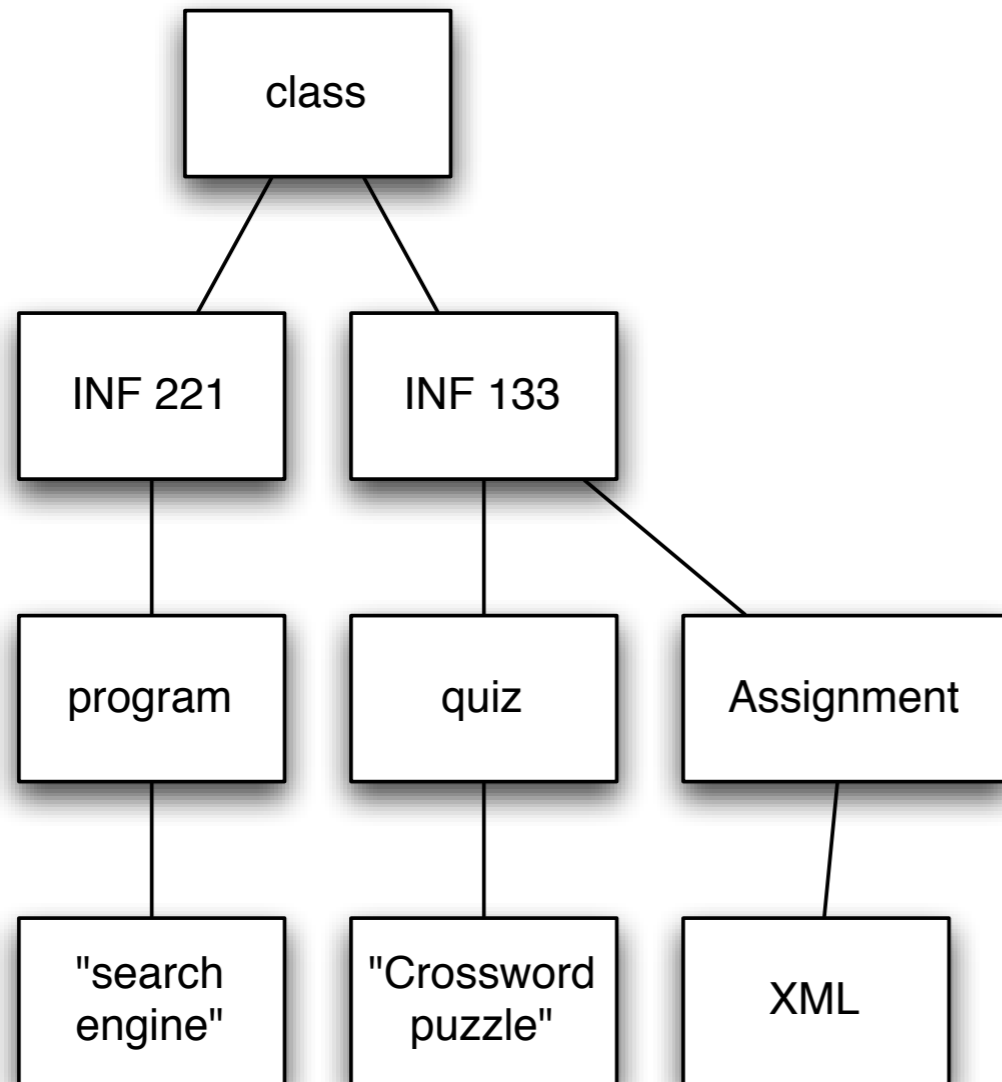 class
INF 221
INF 133
program
quiz
Assignment
"search
engine"
"Crossword
puzzle"
XML